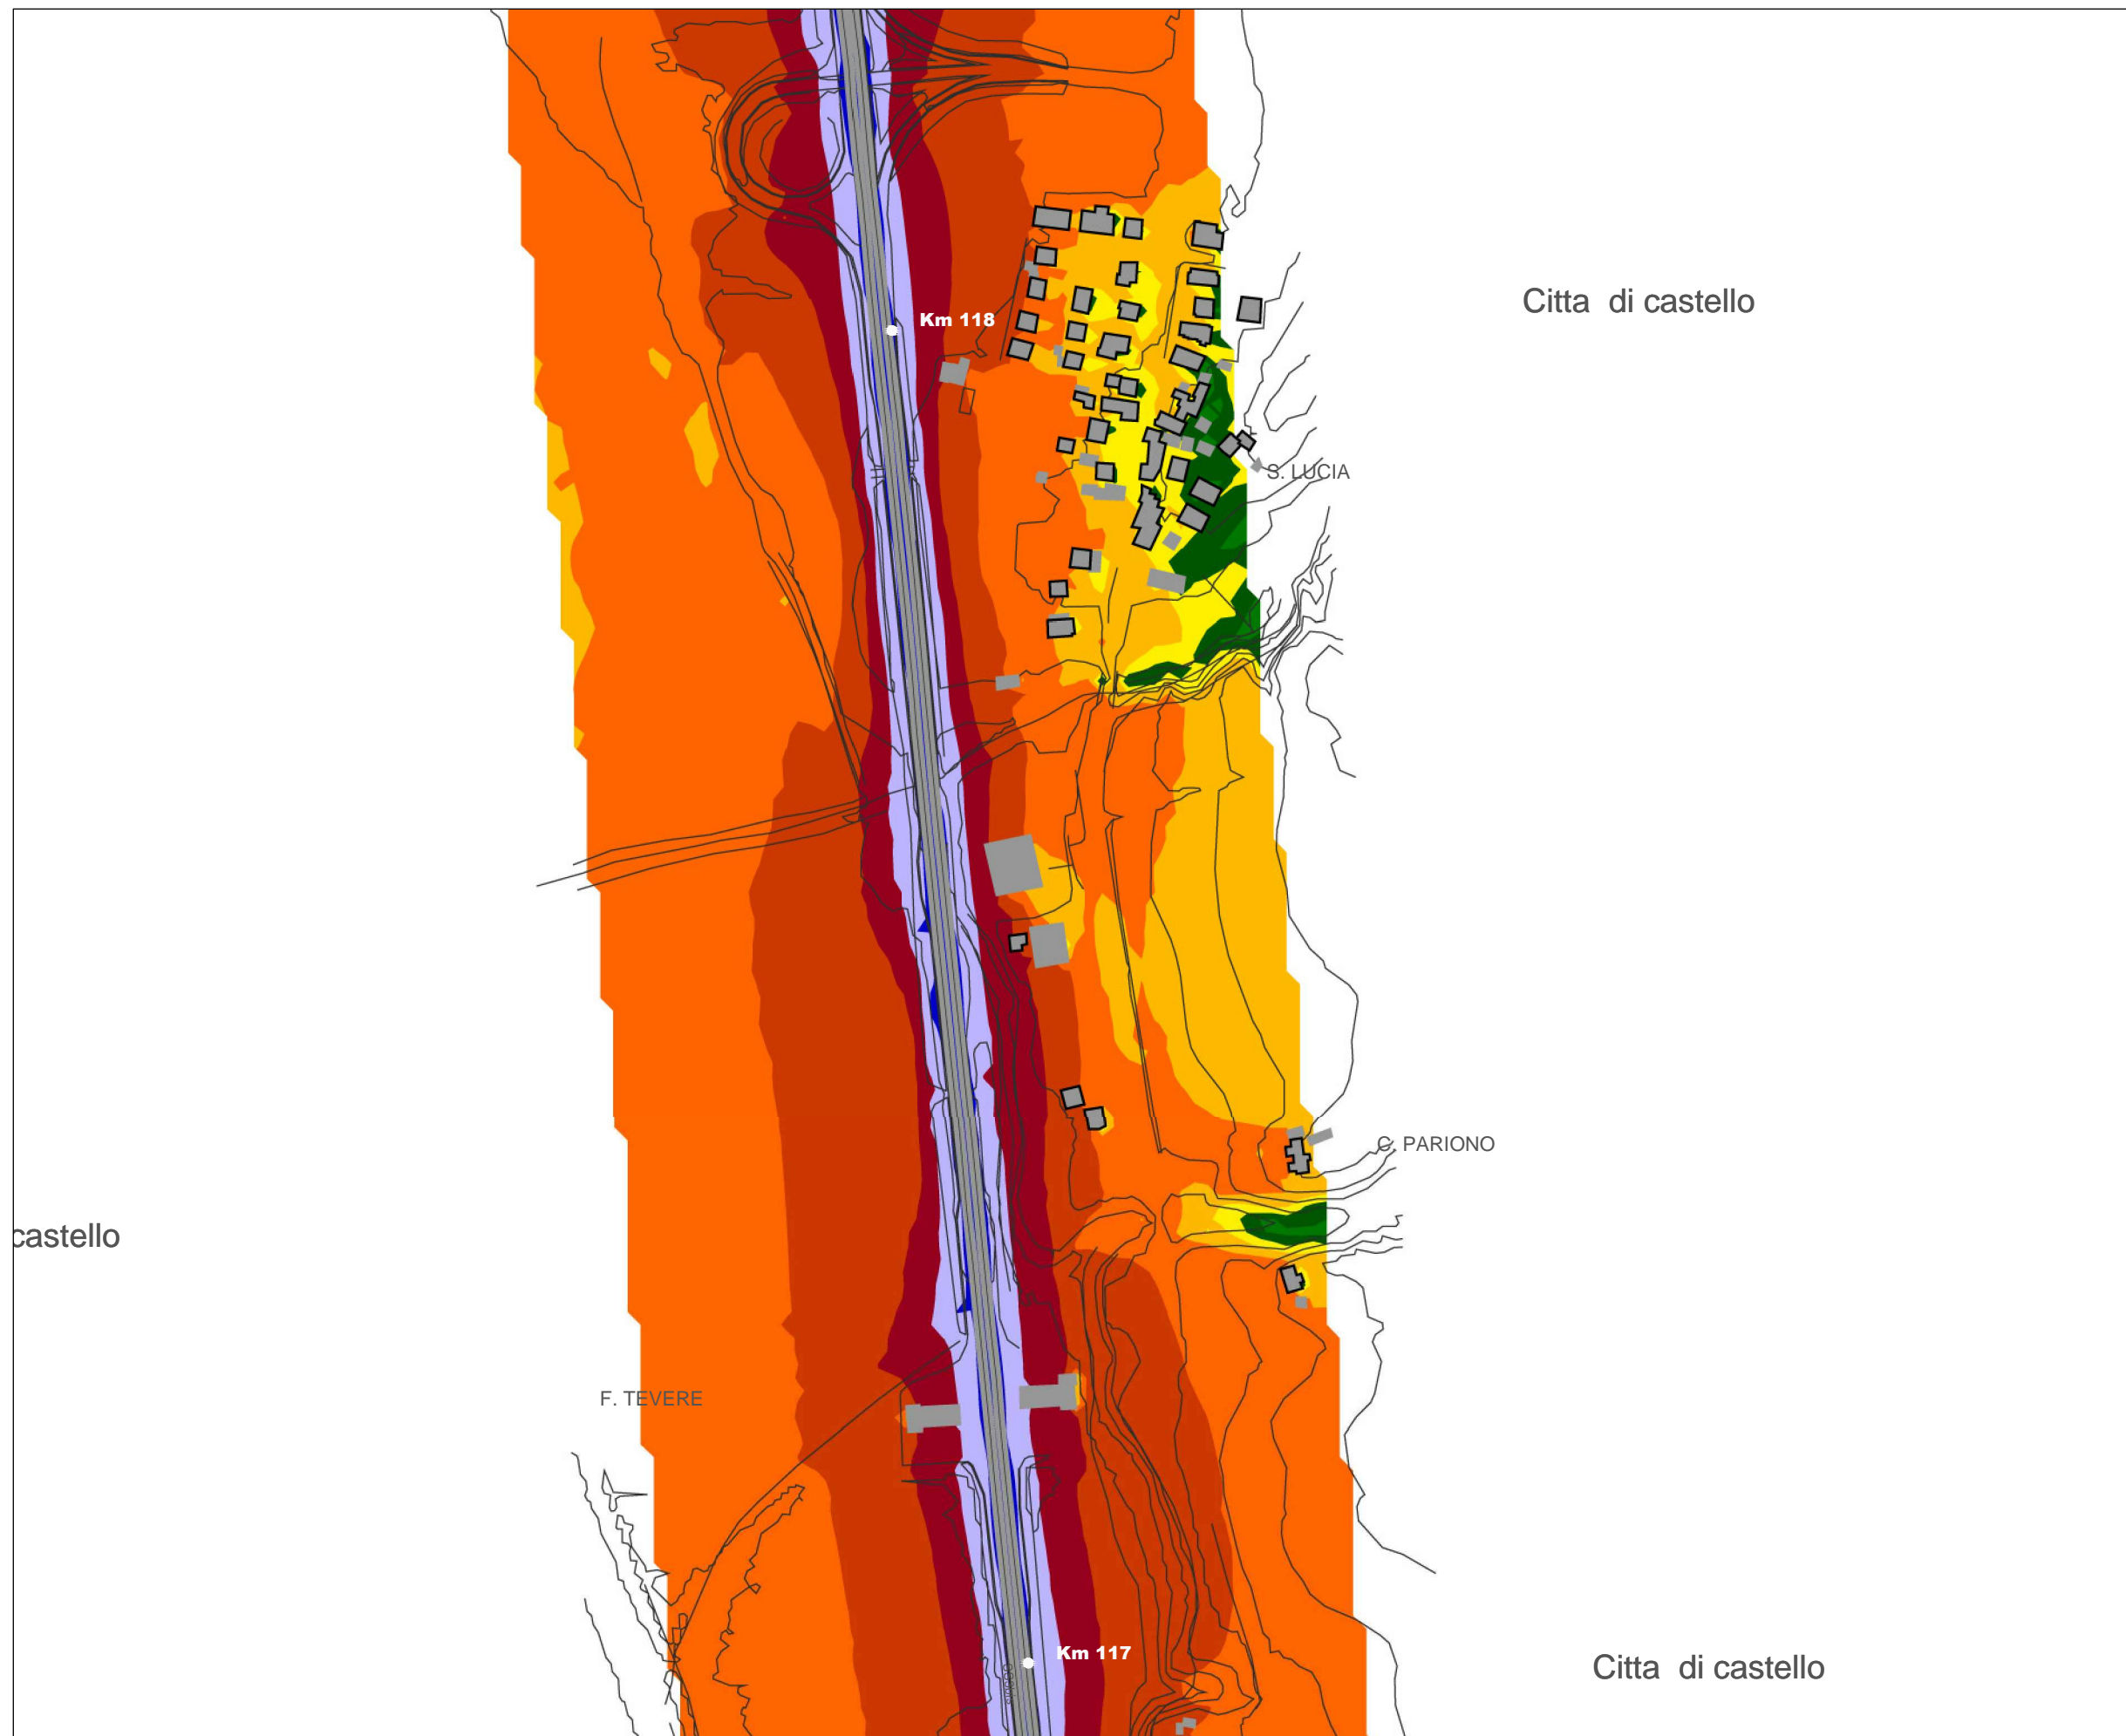 Citta di castello
Km 118
S. LUCIA
C. PARIONO
castello
F. TEVERE
Km 117
Citta di castello